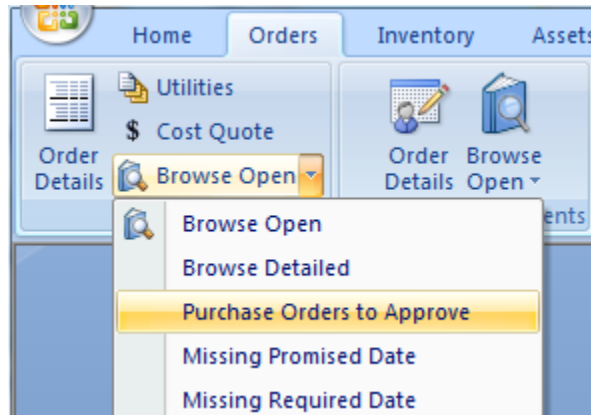 Home Orders Inventory Assets
Utilities
$ Cost Quote
Order Details
Browse Open
Order Details
Browse Open
ents
Browse Open
Browse Detailed
Purchase Orders to Approve
Missing Promised Date
Missing Required Date